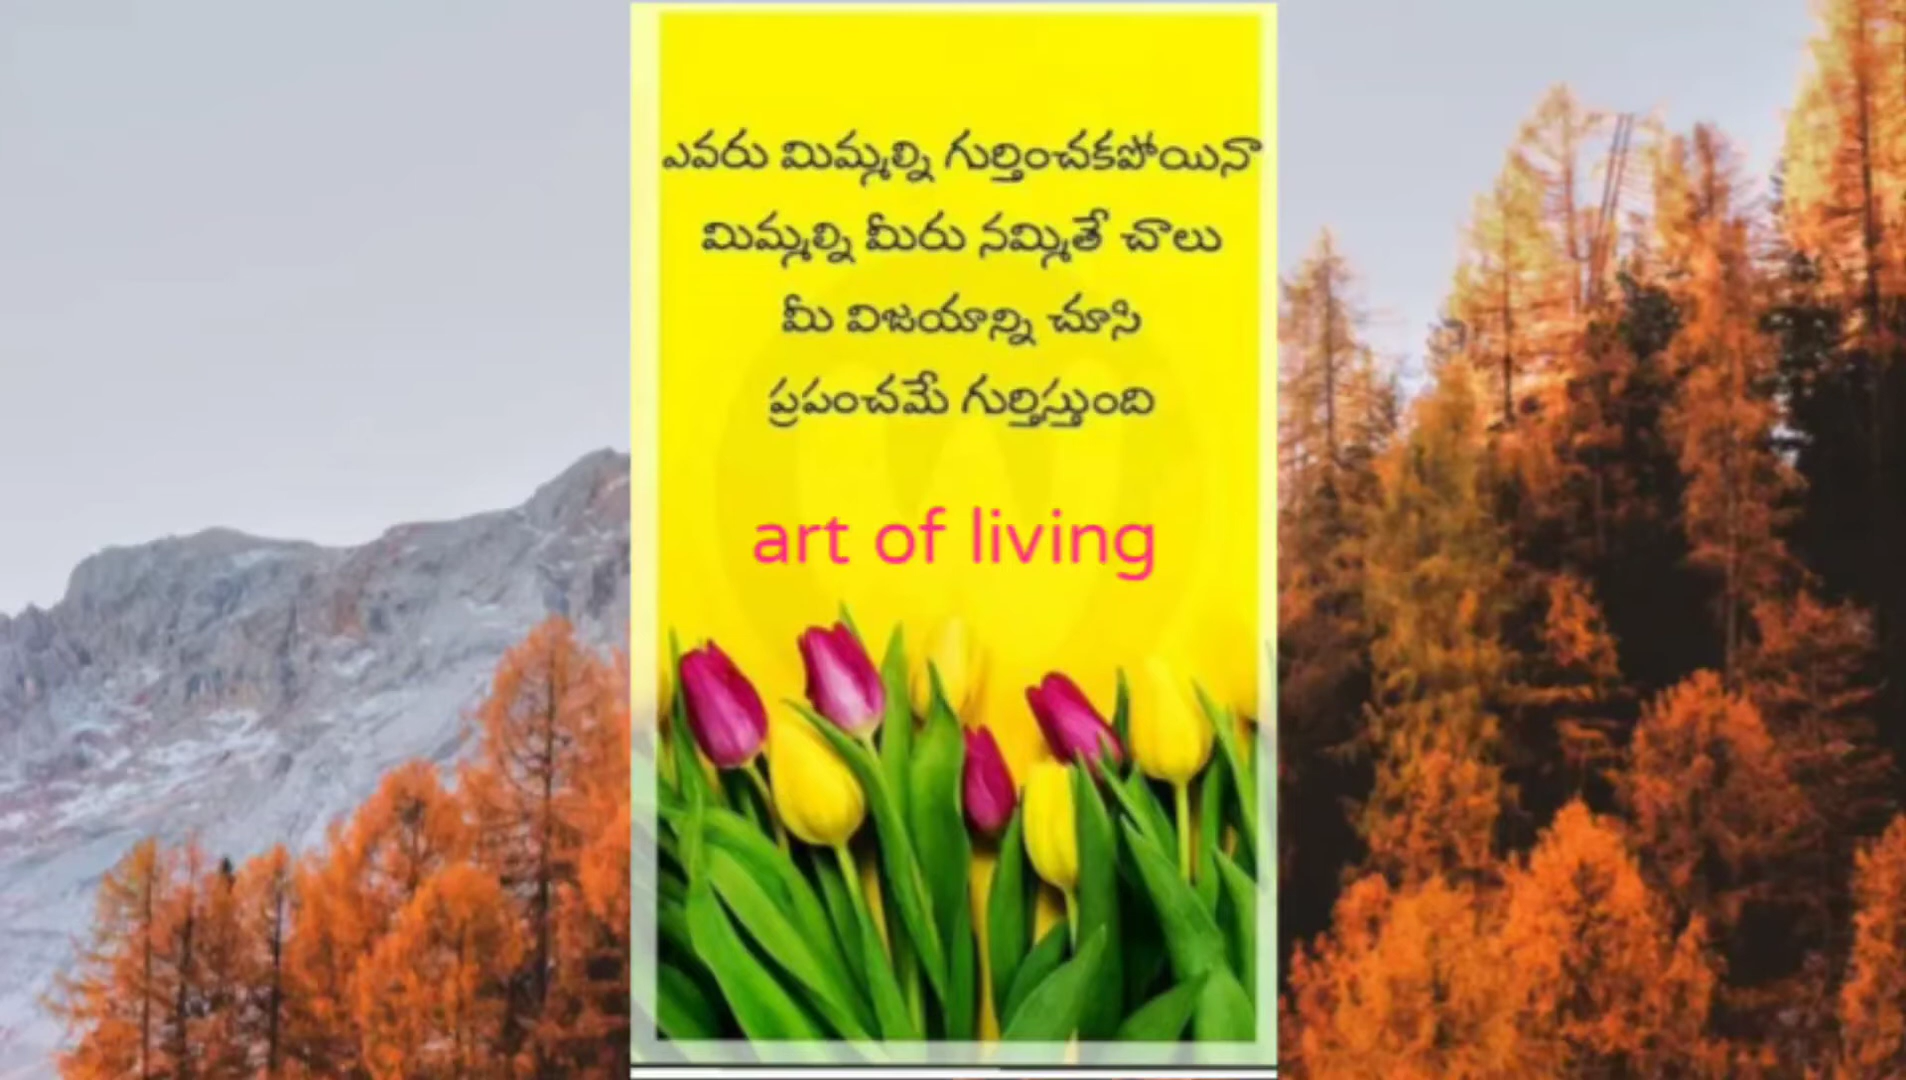 ఎవరు మిమ్మల్ని గుర్తించకపోయినా
మిమ్మల్ని మీరు నమ్మితే చాలు
మీ విజయాన్ని చూసి
ప్రపంచమే గుర్తిస్తుంది
art of living